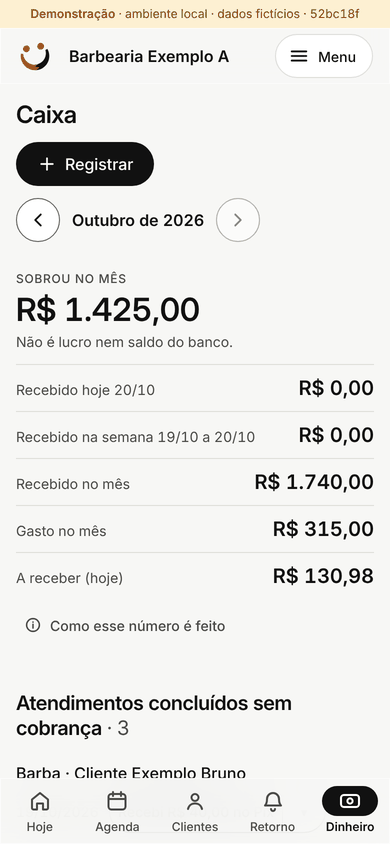 Demonstração · ambiente local · dados fictícios · 52bc18f
Barbearia Exemplo A
Menu
Caixa
Registrar
Outubro de 2026
SOBROU NO MÊS
R$ 1.425,00
Não é lucro nem saldo do banco.
Recebido hoje 20/10 R$ 0,00
Recebido na semana 19/10 a 20/10 R$ 0,00
Recebido no mês R$ 1.740,00
Gasto no mês R$ 315,00
A receber (hoje) R$ 130,98
Como esse número é feito
Atendimentos concluídos sem
cobrança · 3
Barba · Cliente Exemplo Bruno
Hoje Agenda Clientes Retorno Dinheiro